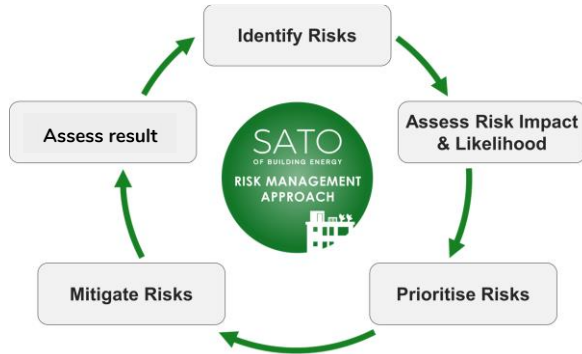 Identify Risks
Assess Risk Impact
& Likelihood
Prioritise Risks
Mitigate Risks
Assess result
SATO
OF BUILDING ENERGY
RISK MANAGEMENT
APPROACH